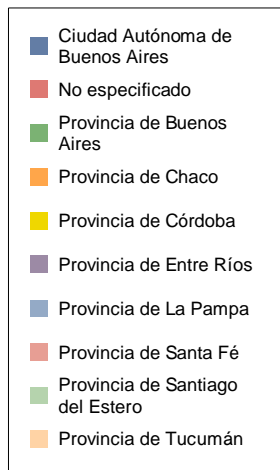 Ciudad Autónoma de
Buenos Aires
No especificado
Provincia de Buenos
Aires
Provincia de Chaco
Provincia de Córdoba
Provincia de Entre Ríos
Provincia de La Pampa
Provincia de Santa Fé
Provincia de Santiago
del Estero
Provincia de Tucumán